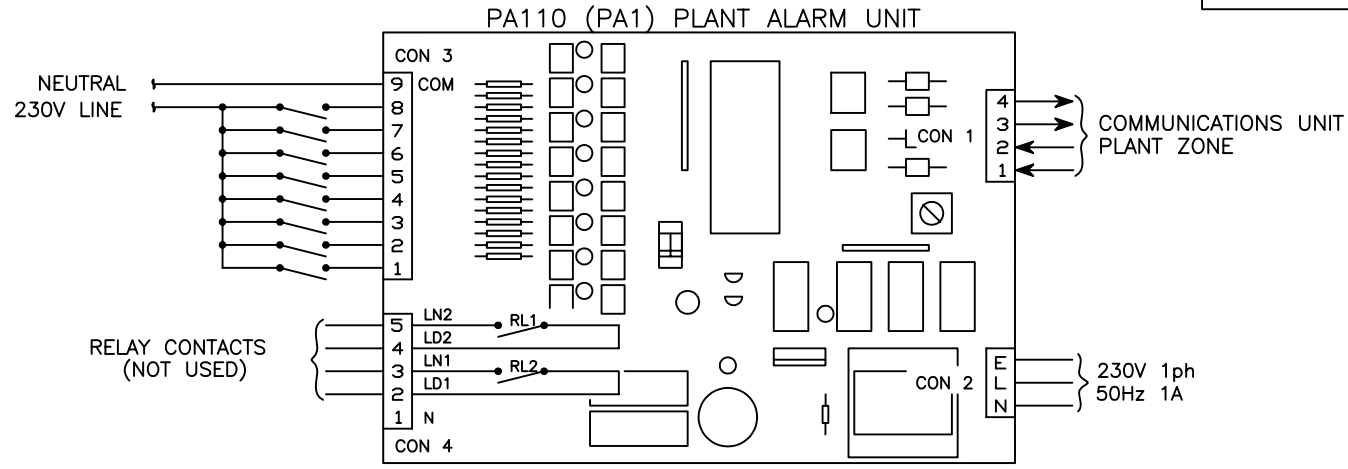 PA110 (PA1) PLANT ALARM UNIT
CON 3
NEUTRAL
230V LINE
9
COM
8
7
6
5
4
3
2
1
CON 1
4
3
2
1
COMMUNICATIONS UNIT
PLANT ZONE
RELAY CONTACTS
(NOT USED)
5
LN2
RL1
4
LD2
3
LN1
RL2
2
LD1
1
N
CON 4
CON 2
E
L
N
230V 1ph
50Hz 1A